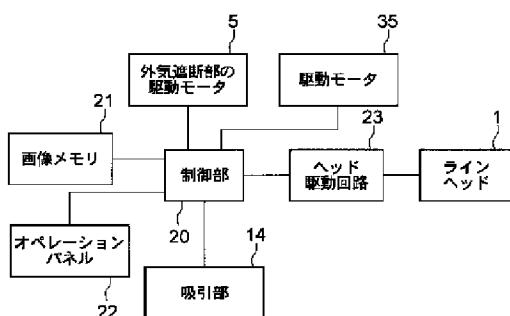 5
外気遮断部の
駆動モータ
35
駆動モータ
21
画像メモリ
制御部
20
23
ヘッド
駆動回路
1
ライン
ヘッド
オペレーション
パネル
22
14
吸引部